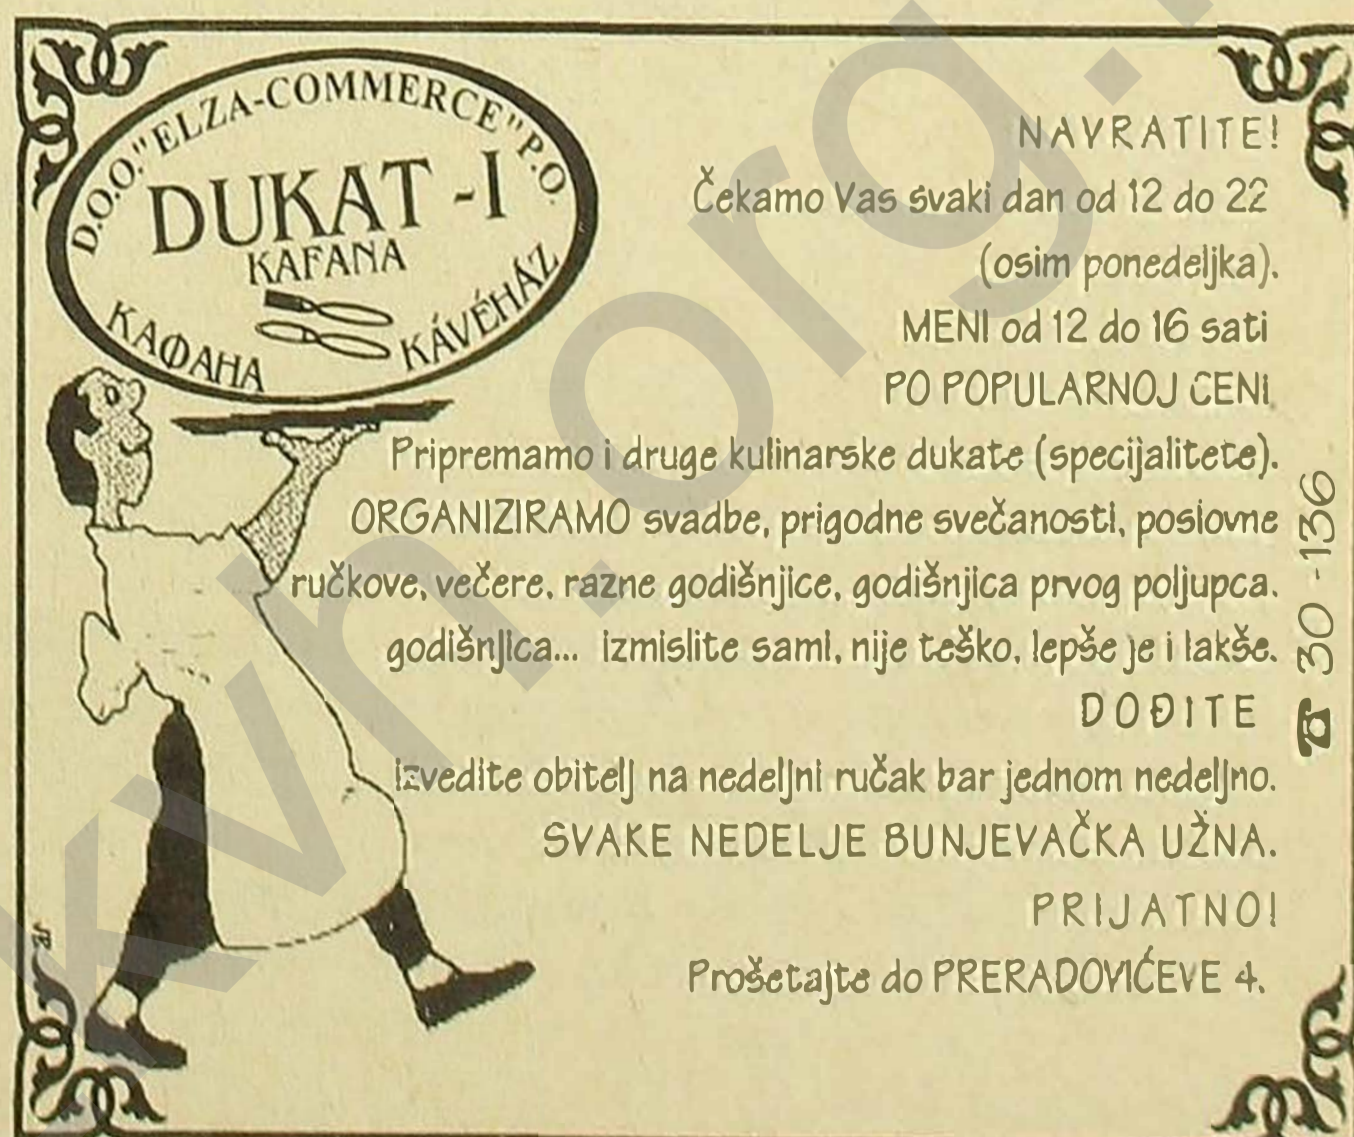 D.O.O."ELZA-COMMERCE"P.O.
DUKAT -I
KAFANA
КАФАНА
KÁVÉHÁZ
NAVRATITE!
Čekamo Vas svaki dan od 12 do 22
(osim ponedeljka).
MENI od 12 do 16 sati
PO POPULARNOJ CENI
Pripremamo i druge kulinarske dukate (specijalitete).
ORGANIZIRAMO svadbe, prigodne svečanosti, poslovne
ručkove, večere, razne godišnjice, godišnjica prvog poljupca.
godišnjica... izmislite sami, nije teško, lepše je i lakše.
DOĐITE
izvedite obitelj na nedeljni ručak bar jednom nedeljno.
SVAKE NEDELJE BUNJEVAČKA UŽNA.
PRIJATNO!
Prošetajte do PRERADOVIĆEVE 4.
☎ 30-136
kvh.org.